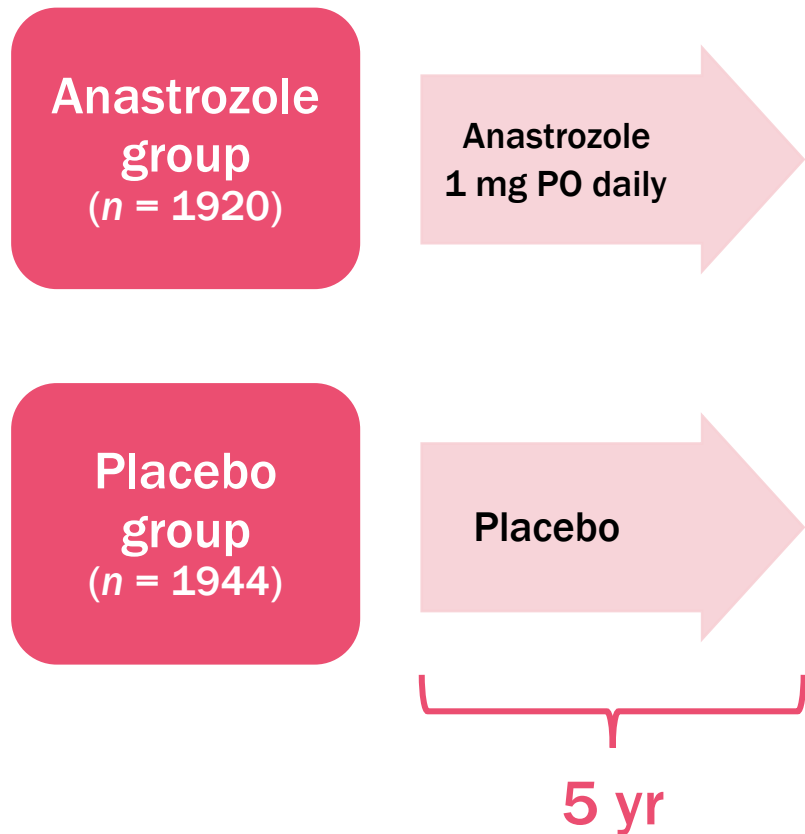 Anastrozole
group
(n = 1920)
Anastrozole
1 mg PO daily
Placebo
group
(n = 1944)
Placebo
5 yr